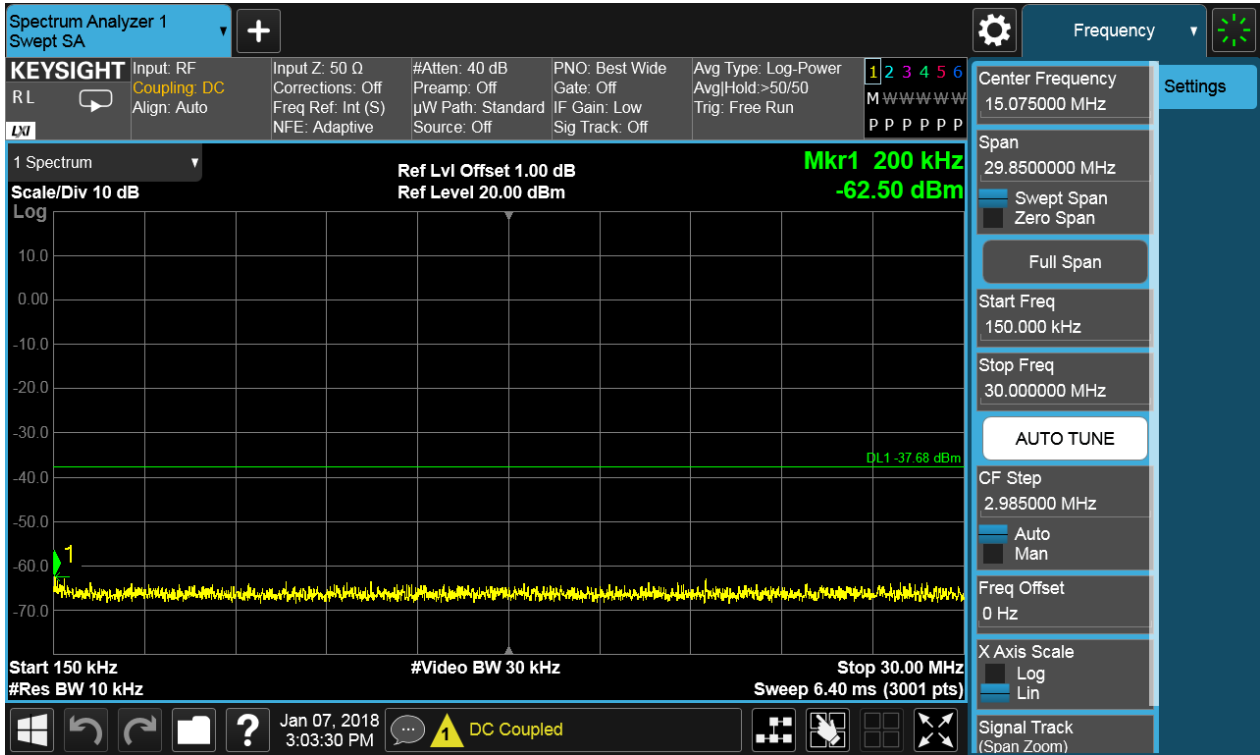 Spectrum Analyzer 1
Swept SA
Frequency
KEYSIGHT
RL
LXI
Input: RF
Coupling: DC
Align: Auto
Input Z: 50 Ω
Corrections: Off
Freq Ref: Int (S)
NFE: Adaptive
#Atten: 40 dB
Preamp: Off
µW Path: Standard
Source: Off
PNO: Best Wide
Gate: Off
IF Gain: Low
Sig Track: Off
Avg Type: Log-Power
Avg|Hold:>50/50
Trig: Free Run
1 2 3 4 5 6
M W W W W W
P P P P P P
1 Spectrum
Scale/Div 10 dB
Log
Ref Lvl Offset 1.00 dB
Ref Level 20.00 dBm
Mkr1 200 kHz
-62.50 dBm
10.0
0.00
-10.0
-20.0
-30.0
DL1 -37.68 dBm
-40.0
-50.0
1
-60.0
-70.0
Start 150 kHz
#Video BW 30 kHz
Stop 30.00 MHz
#Res BW 10 kHz
Sweep 6.40 ms (3001 pts)
Center Frequency
15.075000 MHz
Span
29.8500000 MHz
Swept Span
Zero Span
Full Span
Start Freq
150.000 kHz
Stop Freq
30.000000 MHz
AUTO TUNE
CF Step
2.985000 MHz
Auto
Man
Freq Offset
0 Hz
X Axis Scale
Log
Lin
Signal Track
(Span Zoom)
Settings
?
Jan 07, 2018
3:03:30 PM
1
DC Coupled